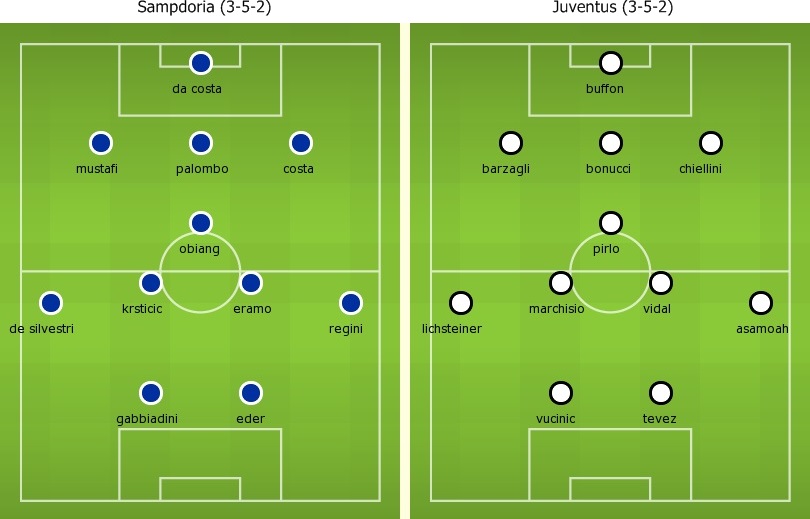 Sampdoria (3-5-2)
da costa
mustafi palombo costa
obiang
krsticic eramo
de silvestri regini
gabbiadini eder
Juventus (3-5-2)
buffon
barzagli bonucci chiellini
pirlo
marchisio vidal
lichsteiner asamoah
vucinic tevez